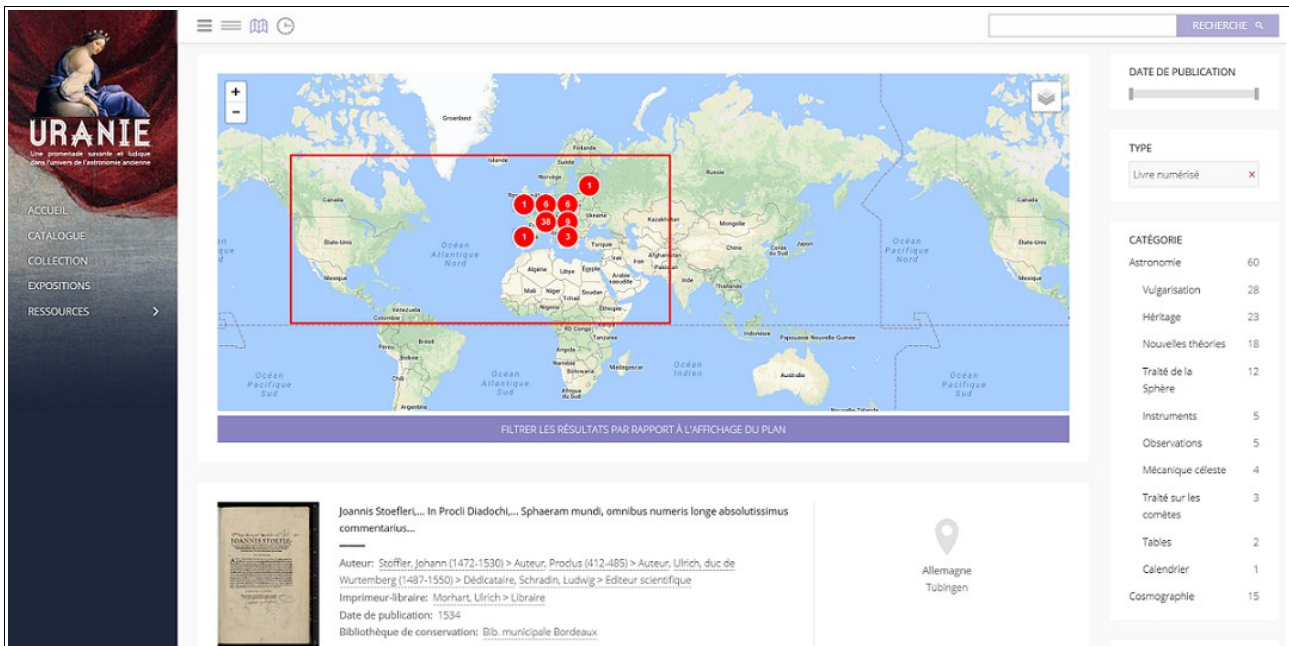 RECHERCHE
URANIE
Une promenade savante et ludique
dans l'univers de l'astronomie ancienne
ACCUEIL
CATALOGUE
COLLECTION
EXPOSITIONS
RESSOURCES
+
-
Groenland
Islande
Finlande
Suède
Norvège
Russie
Canada
Canada
Ukraine
Kazakhstan
Mongolie
États-Unis
États-Unis
Océan
Atlantique
Nord
Turquie
Chine
Corée
du Sud
Japon
Océan
Pacifique
Nord
Irak
Iran
Afghanistan
Pakistan
Algérie
Libye
Égypte
Arabie
saoudite
Inde
Thaïlande
Mexique
Mexique
Mali
Niger
Tchad
Soudan
Nigeria
Éthiopie
Venezuela
Colombie
RD Congo
Tanzanie
Indonésie
Papouasie-Nouvelle-Guinée
Pérou
Brésil
Angola
Bolivie
Namibie
Botswana
Madagascar
Océan
Indien
Australie
Chili
Afrique
du Sud
Océan
Pacifique
Sud
Océan
Atlantique
Sud
Océan
Pacifique
Sud
Argentine
1
1
6
6
38
9
1
3
FILTRER LES RÉSULTATS PAR RAPPORT À L'AFFICHAGE DU PLAN
JOANNIS STOEFLE-
Joannis Stoefleri,... In Procli Diadochi,... Sphaeram mundi, omnibus numeris longe absolutissimus
commentarius...
Auteur: Stöffler, Johann (1472-1530) > Auteur, Proclus (412-485) > Auteur, Ulrich, duc de
Wurtemberg (1487-1550) > Dédicataire, Schradin, Ludwig > Editeur scientifique
Imprimeur-libraire: Morhart, Ulrich > Libraire
Date de publication: 1534
Bibliothèque de conservation: Bib. municipale Bordeaux
Allemagne
Tübingen
DATE DE PUBLICATION
TYPE
Livre numérisé ×
CATÉGORIE
Astronomie 60
Vulgarisation 28
Héritage 23
Nouvelles théories 18
Traité de la
Sphère 12
Instruments 5
Observations 5
Mécanique céleste 4
Traité sur les
comètes 3
Tables 2
Calendrier 1
Cosmographie 15